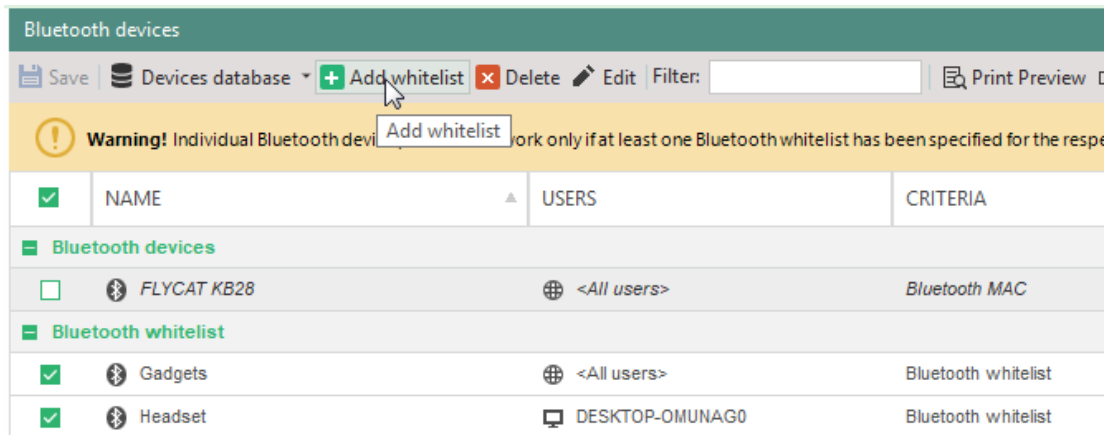 Bluetooth devices
Save Devices database Add whitelist Delete Edit Filter: Print Preview
Add whitelist
Warning! Individual Bluetooth devi ork only if at least one Bluetooth whitelist has been specified for the respe
NAME USERS CRITERIA
Bluetooth devices
FLYCAT KB28 <All users> Bluetooth MAC
Bluetooth whitelist
Gadgets <All users> Bluetooth whitelist
Headset DESKTOP-OMUNAG0 Bluetooth whitelist